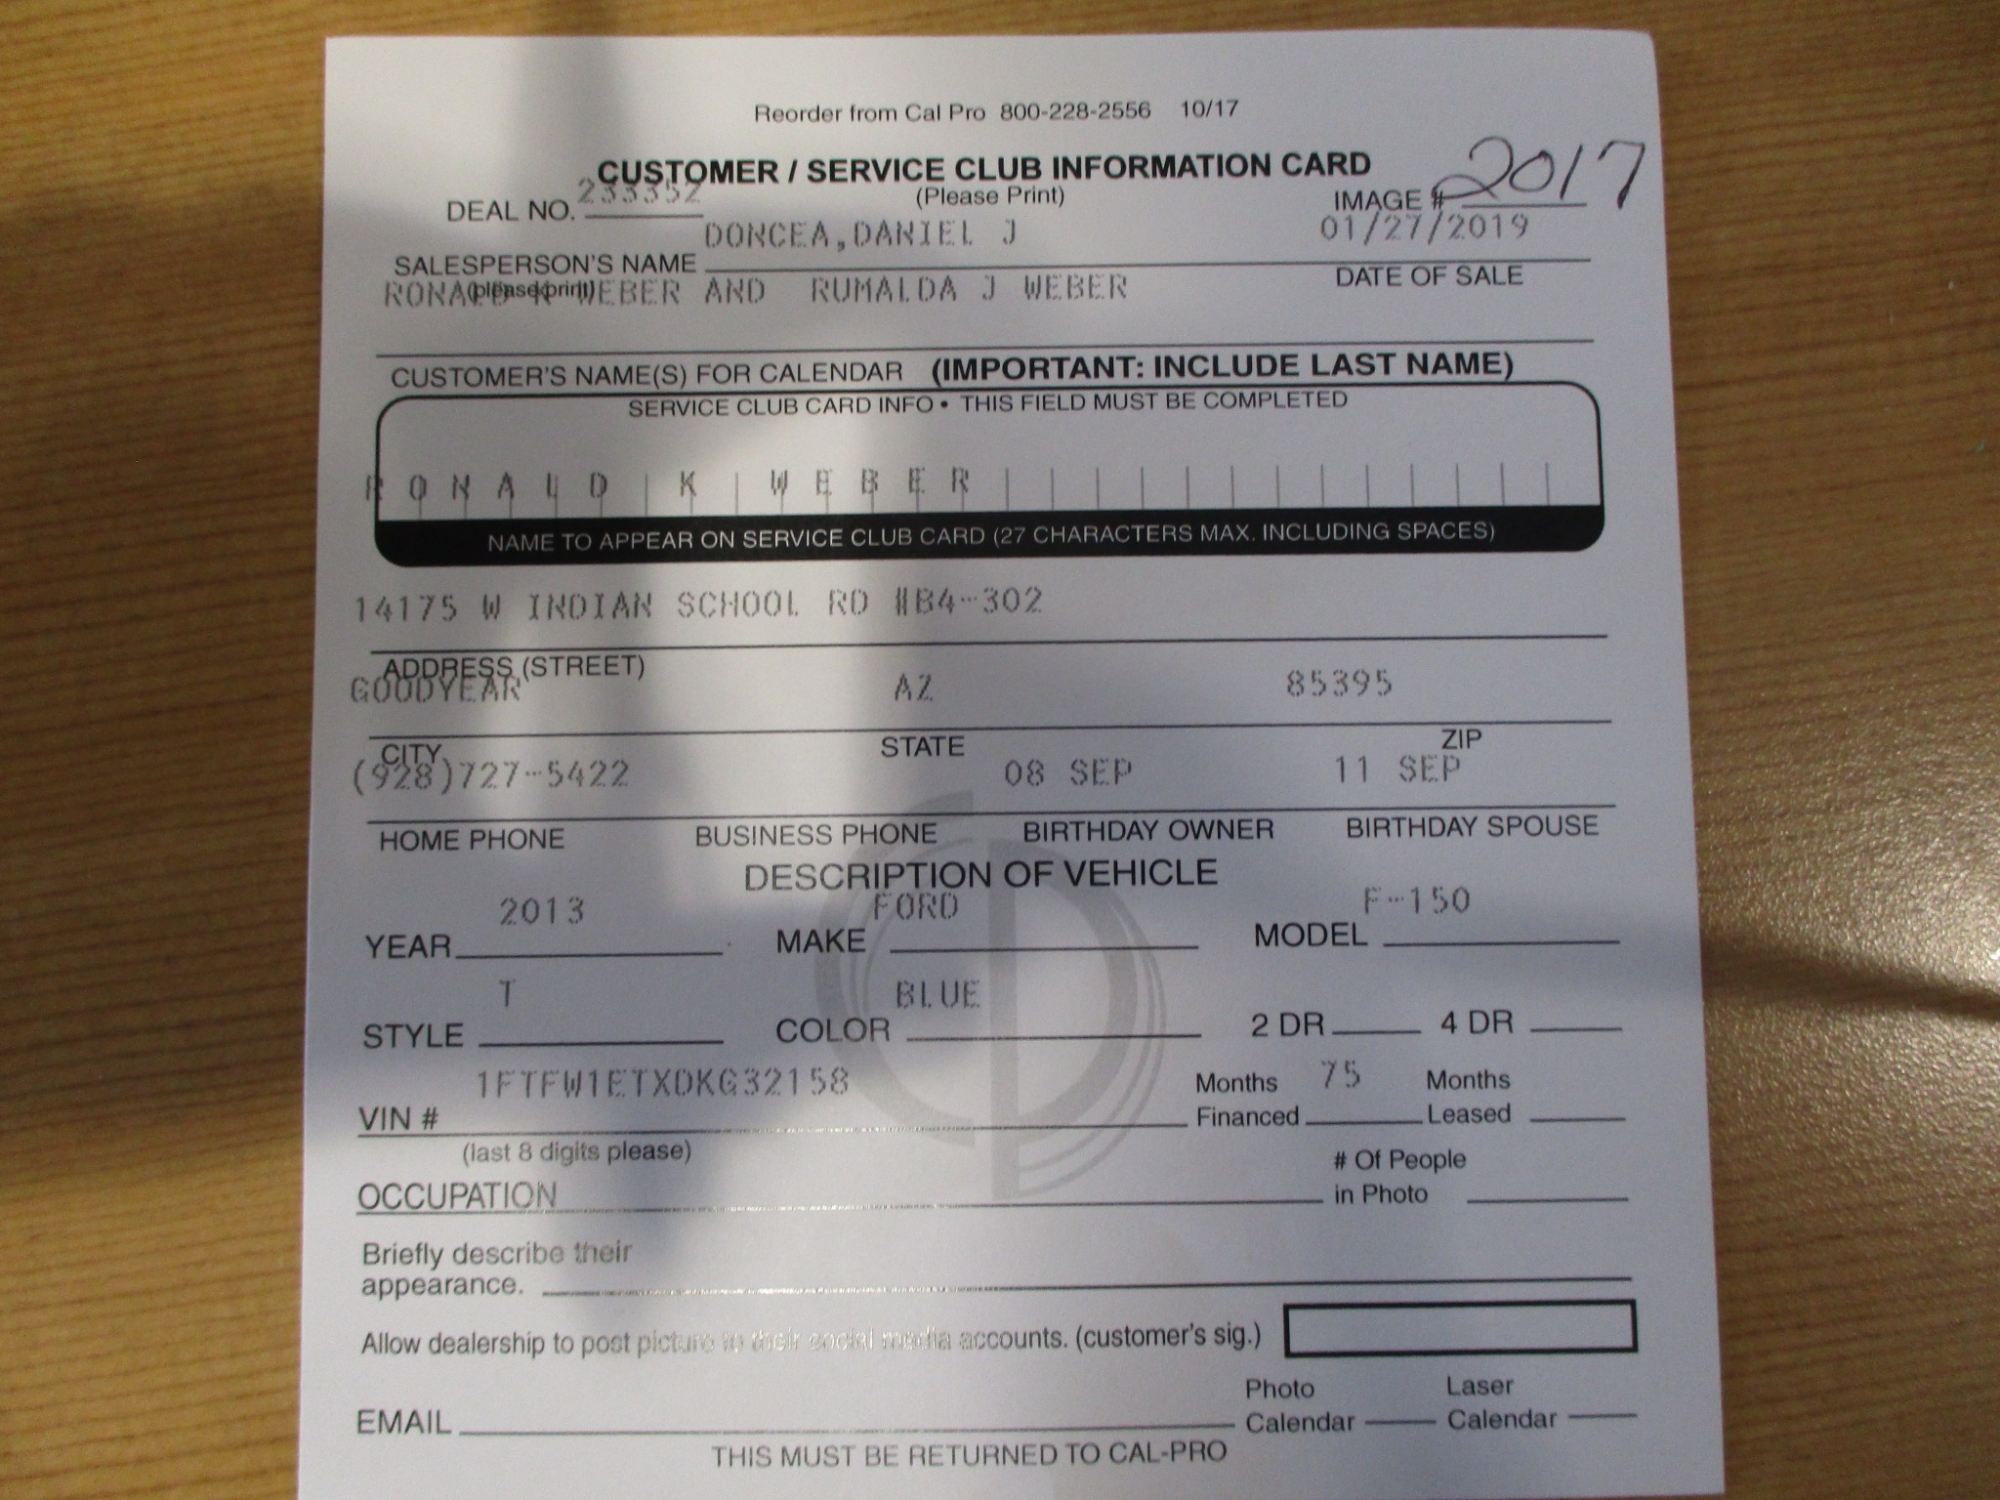 Reorder from Cal Pro 800-228-2556 10/17
CUSTOMER / SERVICE CLUB INFORMATION CARD
(Please Print)
DEAL NO. 233352
IMAGE # 2017
DONCEA,DANIEL J
01/27/2019
SALESPERSON'S NAME
(please print)
DATE OF SALE
RONALD K WEBER AND RUMALDA J WEBER
CUSTOMER'S NAME(S) FOR CALENDAR (IMPORTANT: INCLUDE LAST NAME)
SERVICE CLUB CARD INFO • THIS FIELD MUST BE COMPLETED
RONALD K WEBER
NAME TO APPEAR ON SERVICE CLUB CARD (27 CHARACTERS MAX. INCLUDING SPACES)
14175 W INDIAN SCHOOL RD #B4-302
ADDRESS (STREET)
GOODYEAR AZ 85395
CITY STATE ZIP
(928)727-5422 08 SEP 11 SEP
HOME PHONE BUSINESS PHONE BIRTHDAY OWNER BIRTHDAY SPOUSE
DESCRIPTION OF VEHICLE
YEAR 2013 MAKE FORD MODEL F-150
STYLE T COLOR BLUE 2 DR 4 DR
VIN # 1FTFW1ETXDKG32158
(last 8 digits please)
Months Financed 75 Months Leased
OCCUPATION
# Of People in Photo
Briefly describe their
appearance.
Allow dealership to post picture to their social media accounts. (customer's sig.)
EMAIL
Photo Calendar Laser Calendar
THIS MUST BE RETURNED TO CAL-PRO